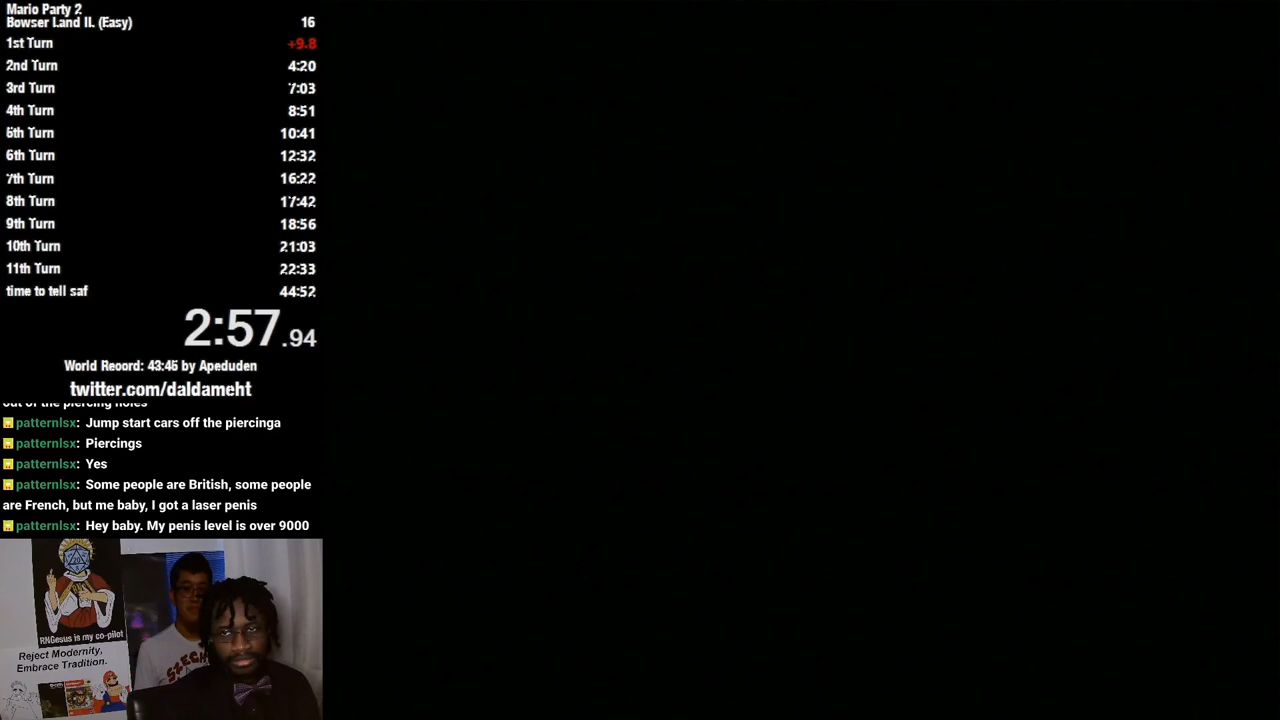 Mario Party 2
Bowser Land II. (Easy) 16
1st Turn +9.8
2nd Turn 4:20
3rd Turn 7:03
4th Turn 8:51
5th Turn 10:41
6th Turn 12:32
7th Turn 16:22
8th Turn 17:42
9th Turn 18:56
10th Turn 21:03
11th Turn 22:33
time to tell saf 44:52
2:57.94
World Record: 43:45 by Apeduden
twitter.com/daldameht
out of the piercing holes
patternlsx: Jump start cars off the piercinga
patternlsx: Piercings
patternlsx: Yes
patternlsx: Some people are British, some people
are French, but me baby, I got a laser penis
patternlsx: Hey baby. My penis level is over 9000
RNGesus is my co-pilot
Reject Modernity,
Embrace Tradition.